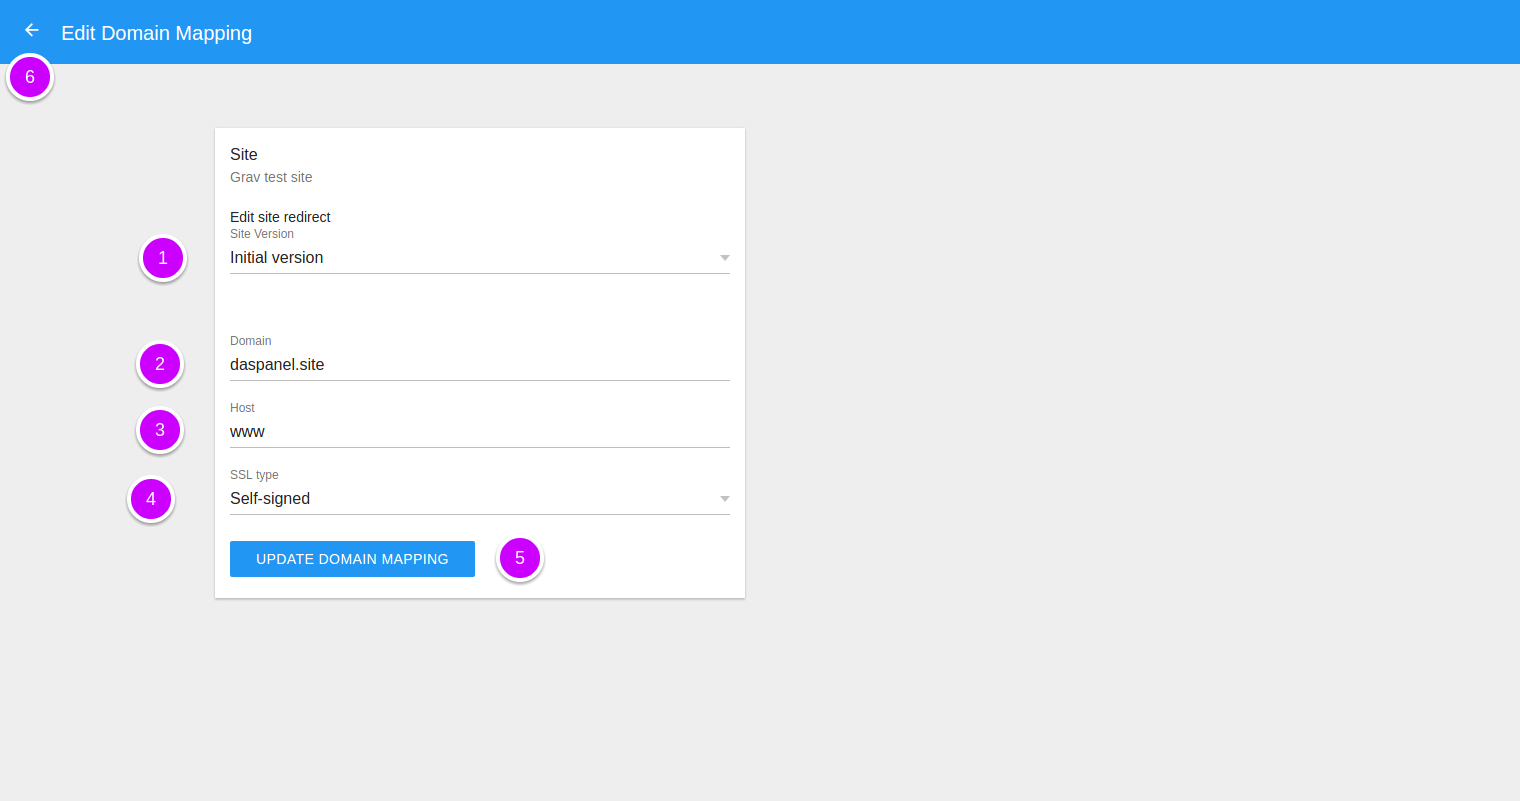 Edit Domain Mapping
6
Site
Grav test site
Edit site redirect
Site Version
1
Initial version
Domain
2
daspanel.site
Host
3
www
SSL type
4
Self-signed
UPDATE DOMAIN MAPPING
5